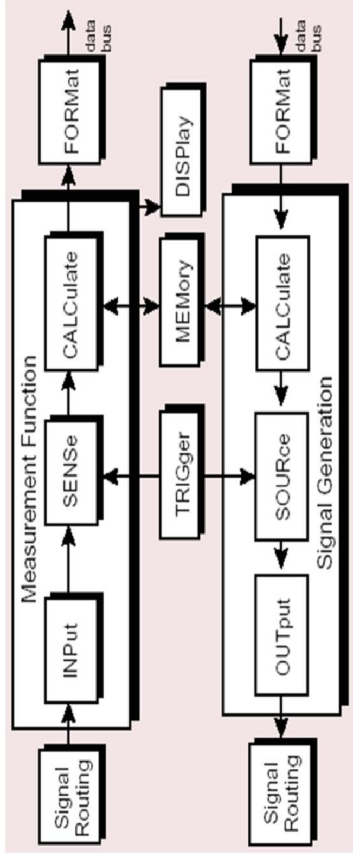 Measurement Function
Signal
Routing
INPut
SENSe
CALCulate
FORMat
data
bus
TRIGger
MEMory
DISPlay
Signal
Routing
OUTput
SOURce
CALCulate
FORMat
data
bus
Signal Generation